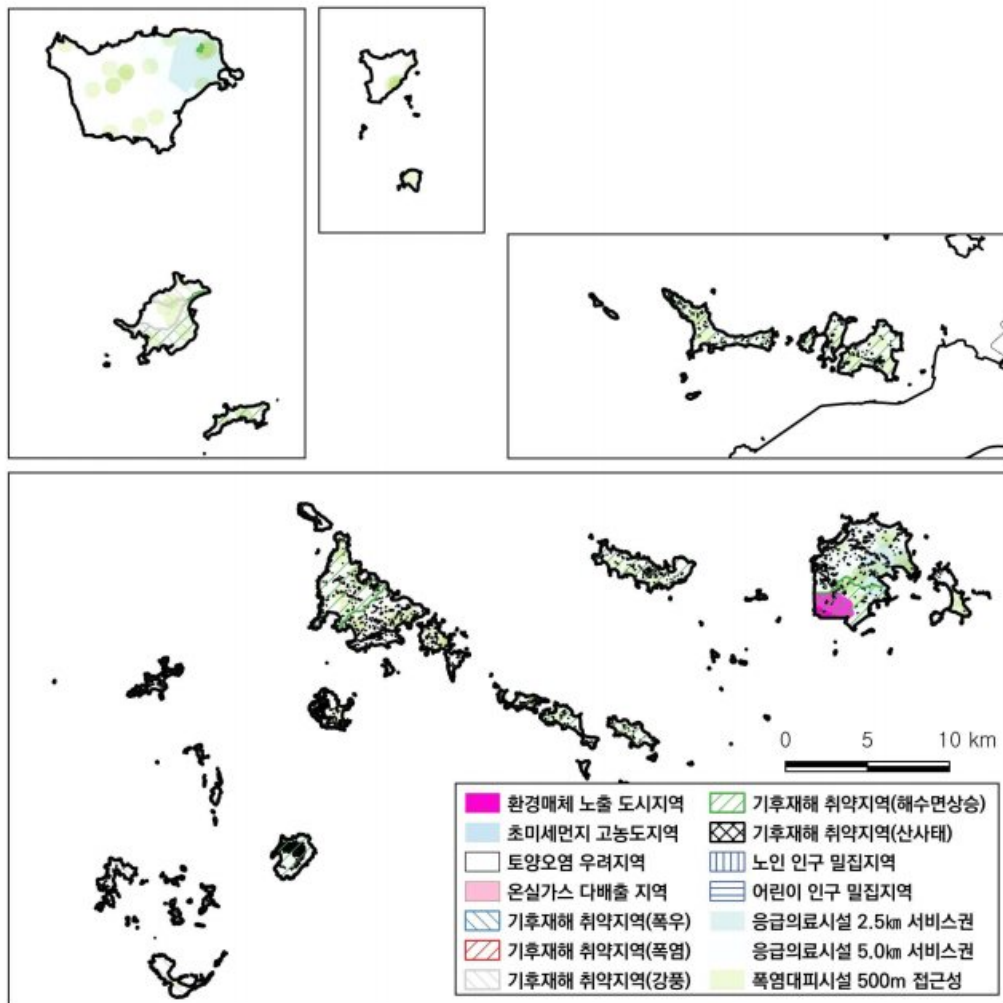 0 5 10 km
환경매체 노출 도시지역
초미세먼지 고농도지역
토양오염 우려지역
온실가스 다배출 지역
기후재해 취약지역(폭우)
기후재해 취약지역(폭염)
기후재해 취약지역(강풍)
기후재해 취약지역(해수면상승)
기후재해 취약지역(산사태)
노인 인구 밀집지역
어린이 인구 밀집지역
응급의료시설 2.5㎞ 서비스권
응급의료시설 5.0㎞ 서비스권
폭염대피시설 500m 접근성